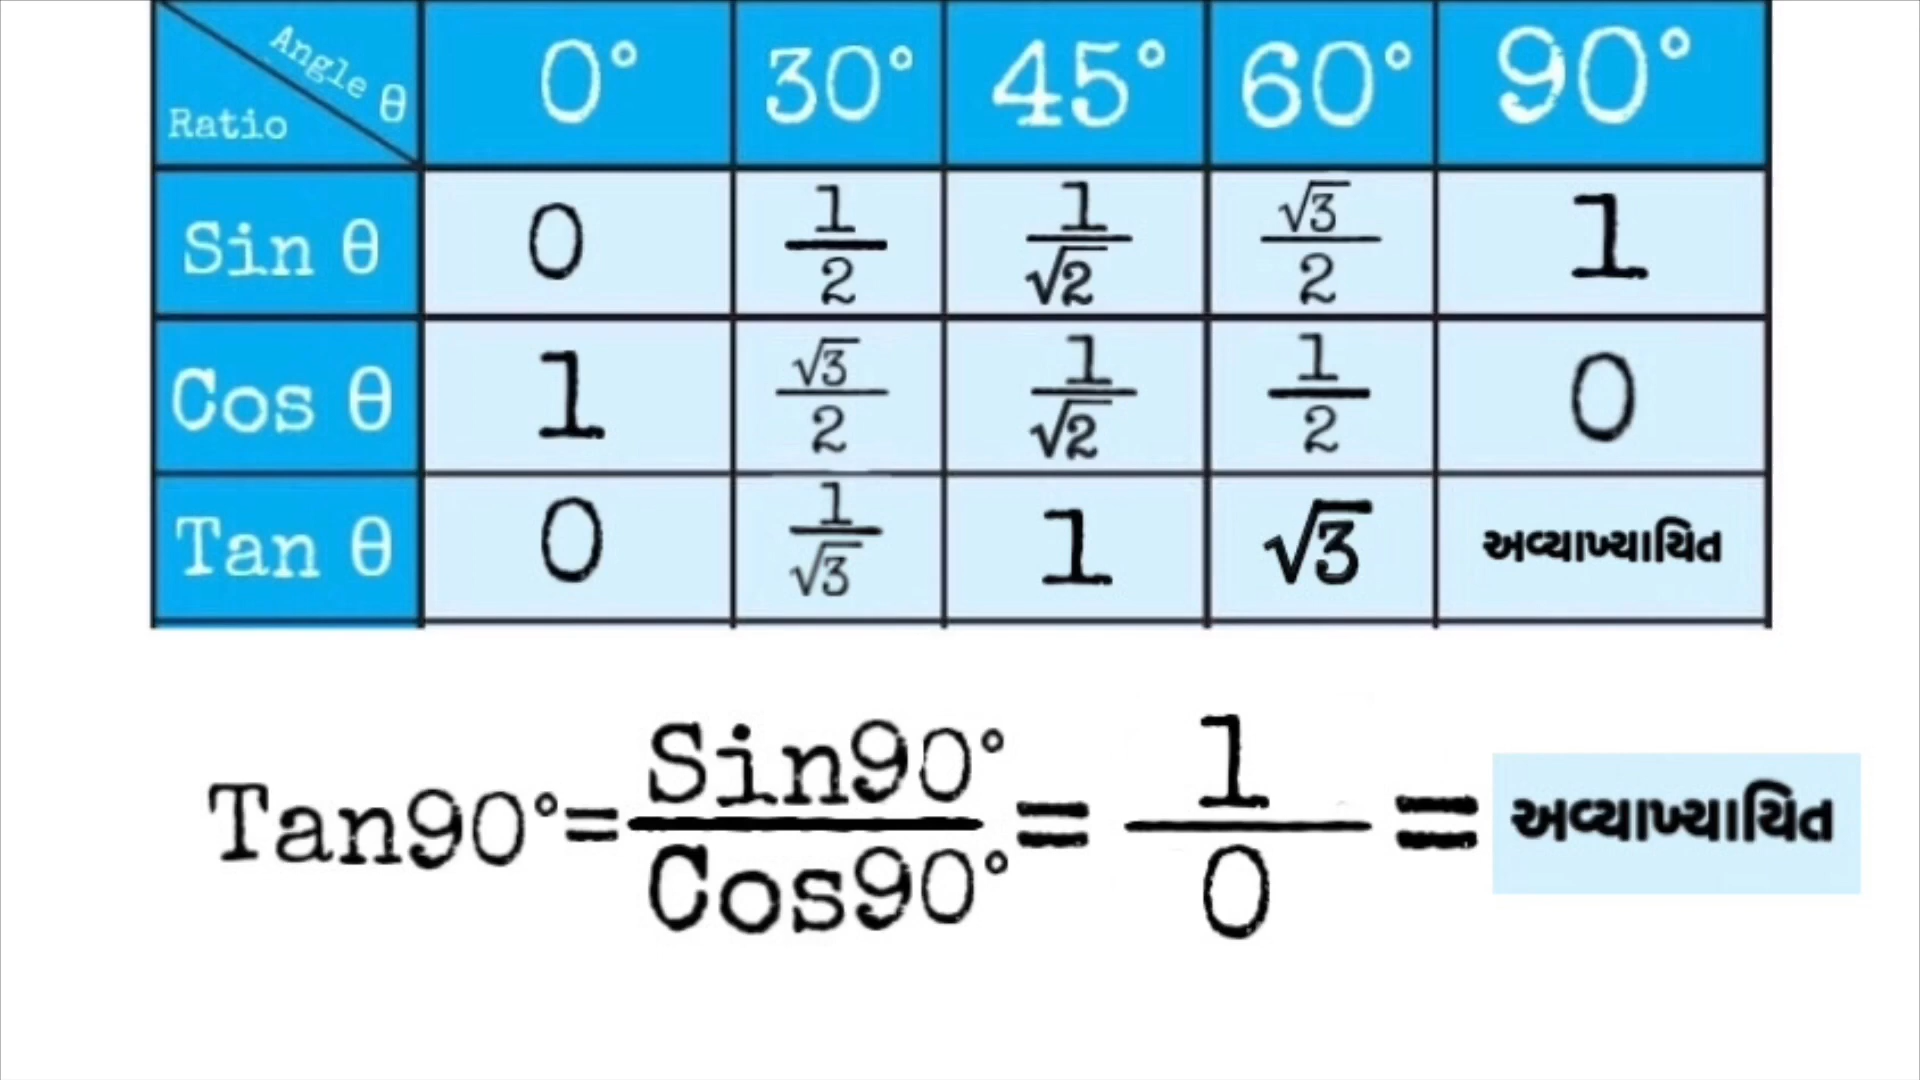 Angle θ
Ratio
0° 30° 45° 60° 90°
Sin θ 0 1/2 1/√2 √3/2 1
Cos θ 1 √3/2 1/√2 1/2 0
Tan θ 0 1/√3 1 √3 અવ્યાખ્યાયિત
Tan90°= Sin90°/Cos90° = 1/0 = અવ્યાખ્યાયિત